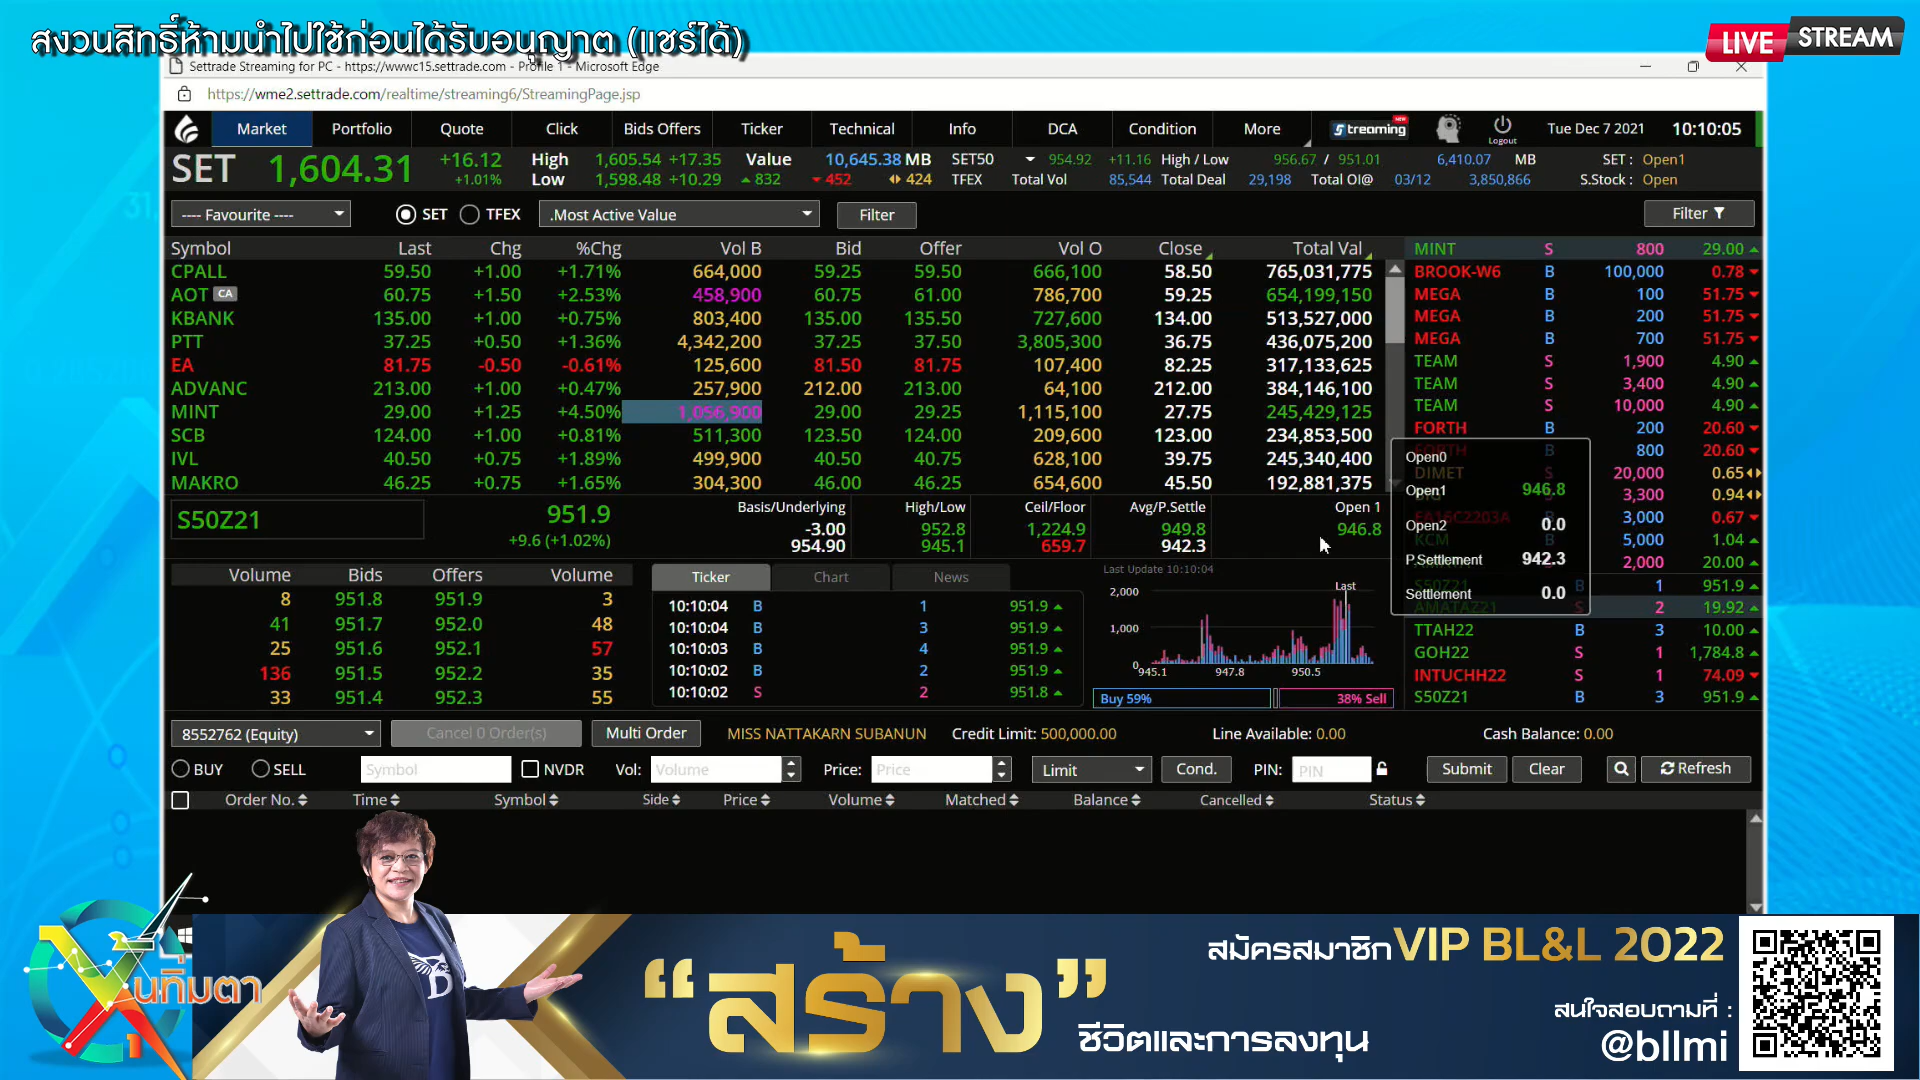 สงวนสิทธิ์ห้ามนำไปใช้ก่อนได้รับอนุญาต (แชร์ได้)
LIVE STREAM
Settrade Streaming for PC - https://wwwc15.settrade.com - Profile 1 - Microsoft Edge
https://wme2.settrade.com/realtime/streaming6/StreamingPage.jsp
Market Portfolio Quote Click Bids Offers Ticker Technical Info DCA Condition More Streaming NEW Logout Tue Dec 7 2021 10:10:05
SET 1,604.31 +16.12 High 1,605.54 +17.35 Value 10,645.38 MB SET50 954.92 +11.16 High / Low 956.67 / 951.01 6,410.07 MB SET : Open1
+1.01% Low 1,598.48 +10.29 832 452 424 TFEX Total Vol 85,544 Total Deal 29,198 Total OI@ 03/12 3,850,866 S.Stock : Open
---- Favourite ---- SET TFEX .Most Active Value Filter Filter
Symbol Last Chg %Chg Vol B Bid Offer Vol O Close Total Val
CPALL 59.50 +1.00 +1.71% 664,000 59.25 59.50 666,100 58.50 765,031,775
AOT CA 60.75 +1.50 +2.53% 458,900 60.75 61.00 786,700 59.25 654,199,150
KBANK 135.00 +1.00 +0.75% 803,400 135.00 135.50 727,600 134.00 513,527,000
PTT 37.25 +0.50 +1.36% 4,342,200 37.25 37.50 3,805,300 36.75 436,075,200
EA 81.75 -0.50 -0.61% 125,600 81.50 81.75 107,400 82.25 317,133,625
ADVANC 213.00 +1.00 +0.47% 257,900 212.00 213.00 64,100 212.00 384,146,100
MINT 29.00 +1.25 +4.50% 1,056,900 29.00 29.25 1,115,100 27.75 245,429,125
SCB 124.00 +1.00 +0.81% 511,300 123.50 124.00 209,600 123.00 234,853,500
IVL 40.50 +0.75 +1.89% 499,900 40.50 40.75 628,100 39.75 245,340,400
MAKRO 46.25 +0.75 +1.65% 304,300 46.00 46.25 654,600 45.50 192,881,375
MINT S 800 29.00
BROOK-W6 B 100,000 0.78
MEGA B 100 51.75
MEGA B 200 51.75
MEGA B 700 51.75
TEAM S 1,900 4.90
TEAM S 3,400 4.90
TEAM S 10,000 4.90
FORTH B 200 20.60
FORTH B 800 20.60
DIMET S 20,000 0.65
S 3,300 0.94
EA16C2203A B 3,000 0.67
KCM B 5,000 1.04
2,000 20.00
S50Z21 B 1 951.9
AMATAZ21 S 2 19.92
TTAH22 B 3 10.00
GOH22 S 1 1,784.8
INTUCHH22 S 1 74.09
S50Z21 B 3 951.9
Open0
Open1 946.8
Open2 0.0
P.Settlement 942.3
Settlement 0.0
S50Z21 951.9 +9.6 (+1.02%)
Basis/Underlying High/Low Ceil/Floor Avg/P.Settle Open 1
-3.00 952.8 1,224.9 949.8 946.8
954.90 945.1 659.7 942.3
Volume Bids Offers Volume
8 951.8 951.9 3
41 951.7 952.0 48
25 951.6 952.1 57
136 951.5 952.2 35
33 951.4 952.3 55
Ticker Chart News
10:10:04 B 1 951.9
10:10:04 B 3 951.9
10:10:03 B 4 951.9
10:10:02 B 2 951.9
10:10:02 S 2 951.8
Last Update 10:10:04
Last
2,000
1,000
0
945.1 947.8 950.5
Buy 59% 38% Sell
8552762 (Equity) Cancel 0 Order(s) Multi Order MISS NATTAKARN SUBANUN Credit Limit: 500,000.00 Line Available: 0.00 Cash Balance: 0.00
BUY SELL Symbol NVDR Vol: Volume Price: Price Limit Cond. PIN: PIN Submit Clear Refresh
Order No. Time Symbol Side Price Volume Matched Balance Cancelled Status
ทันทิมตา
“สร้าง”
ชีวิตและการลงทุน
สมัครสมาชิก VIP BL&L 2022
สนใจสอบถามที่ :
@bllmi